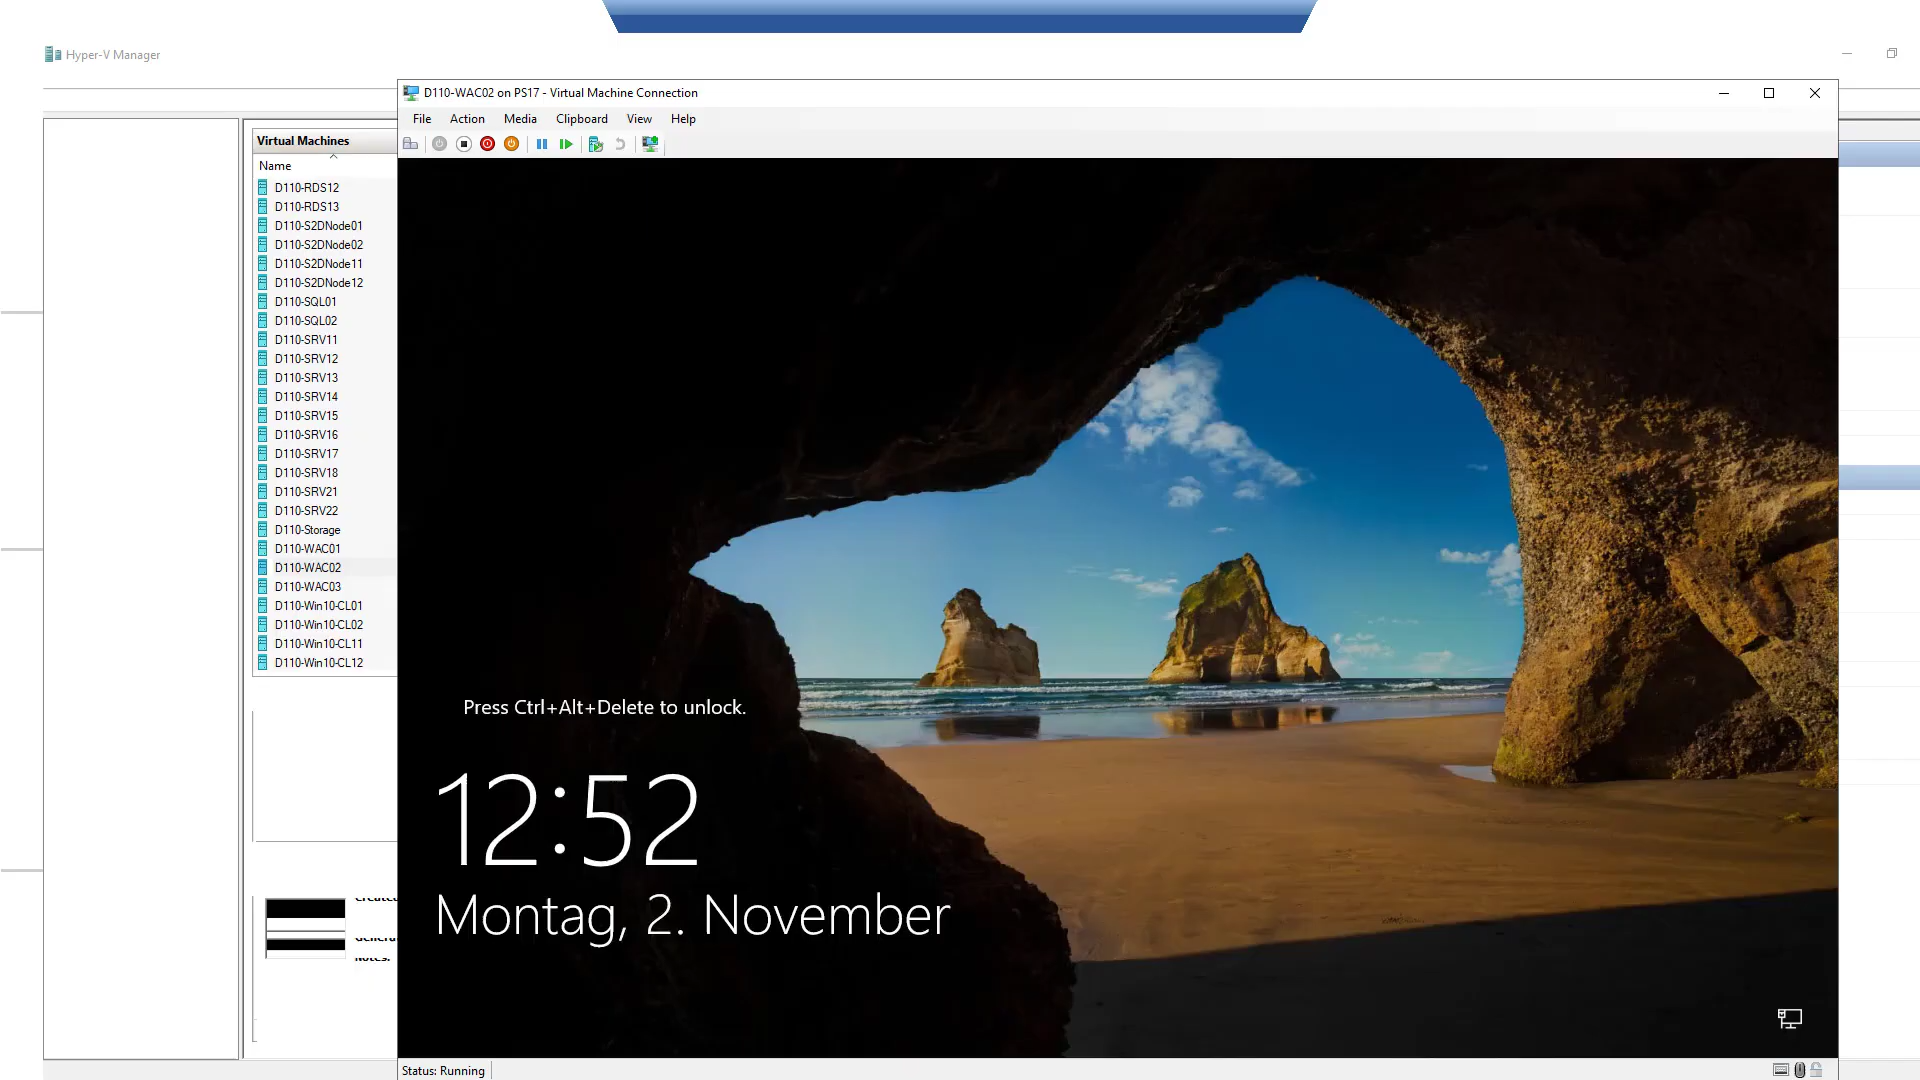 Hyper-V Manager
D110-WAC02 on PS17 - Virtual Machine Connection
File Action Media Clipboard View Help
Virtual Machines
Name
D110-RDS12
D110-RDS13
D110-S2DNode01
D110-S2DNode02
D110-S2DNode11
D110-S2DNode12
D110-SQL01
D110-SQL02
D110-SRV11
D110-SRV12
D110-SRV13
D110-SRV14
D110-SRV15
D110-SRV16
D110-SRV17
D110-SRV18
D110-SRV21
D110-SRV22
D110-Storage
D110-WAC01
D110-WAC02
D110-WAC03
D110-Win10-CL01
D110-Win10-CL02
D110-Win10-CL11
D110-Win10-CL12
Press Ctrl+Alt+Delete to unlock.
12:52
Montag, 2. November
Status: Running